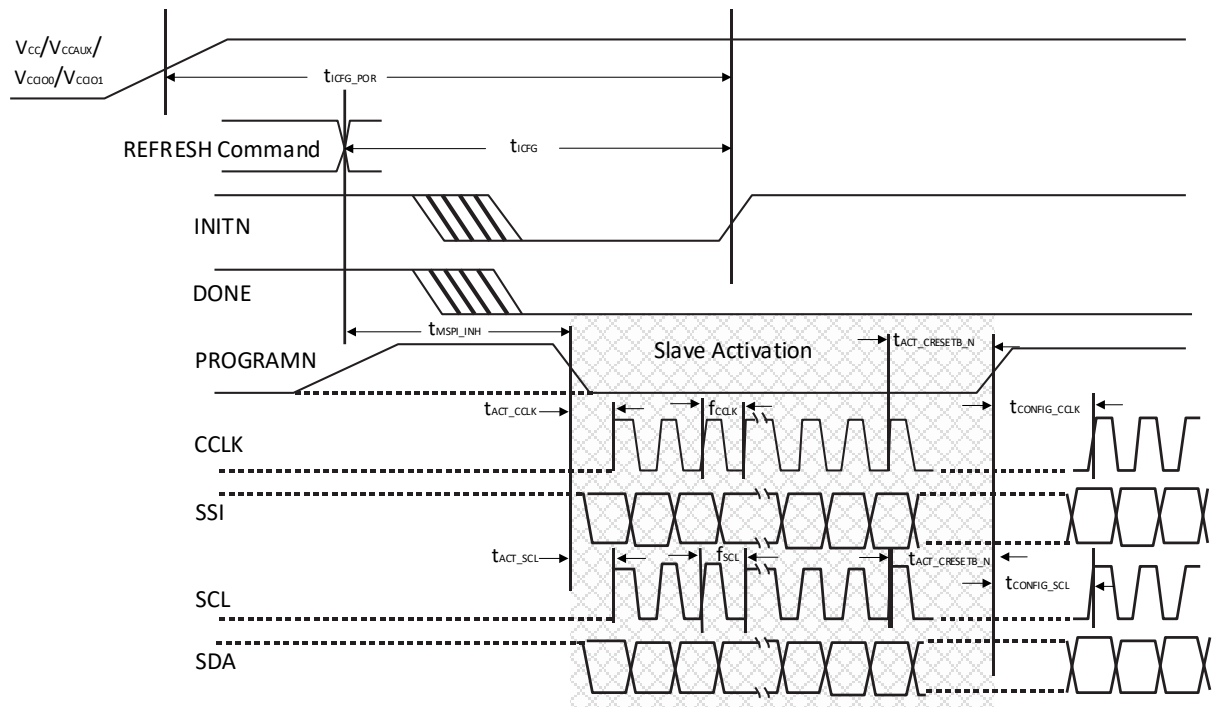 VCC/VCCAUX/
VCCIO0/VCCIO1
tICFG_POR
REFRESH Command
tICFG
INITN
DONE
tMSPI_INH
PROGRAMN
Slave Activation
tACT_CRESETB_N
tACT_CCLK
fCCLK
tCONFIG_CCLK
CCLK
SSI
tACT_SCL
fSCL
tACT_CRESETB_N
tCONFIG_SCL
SCL
SDA